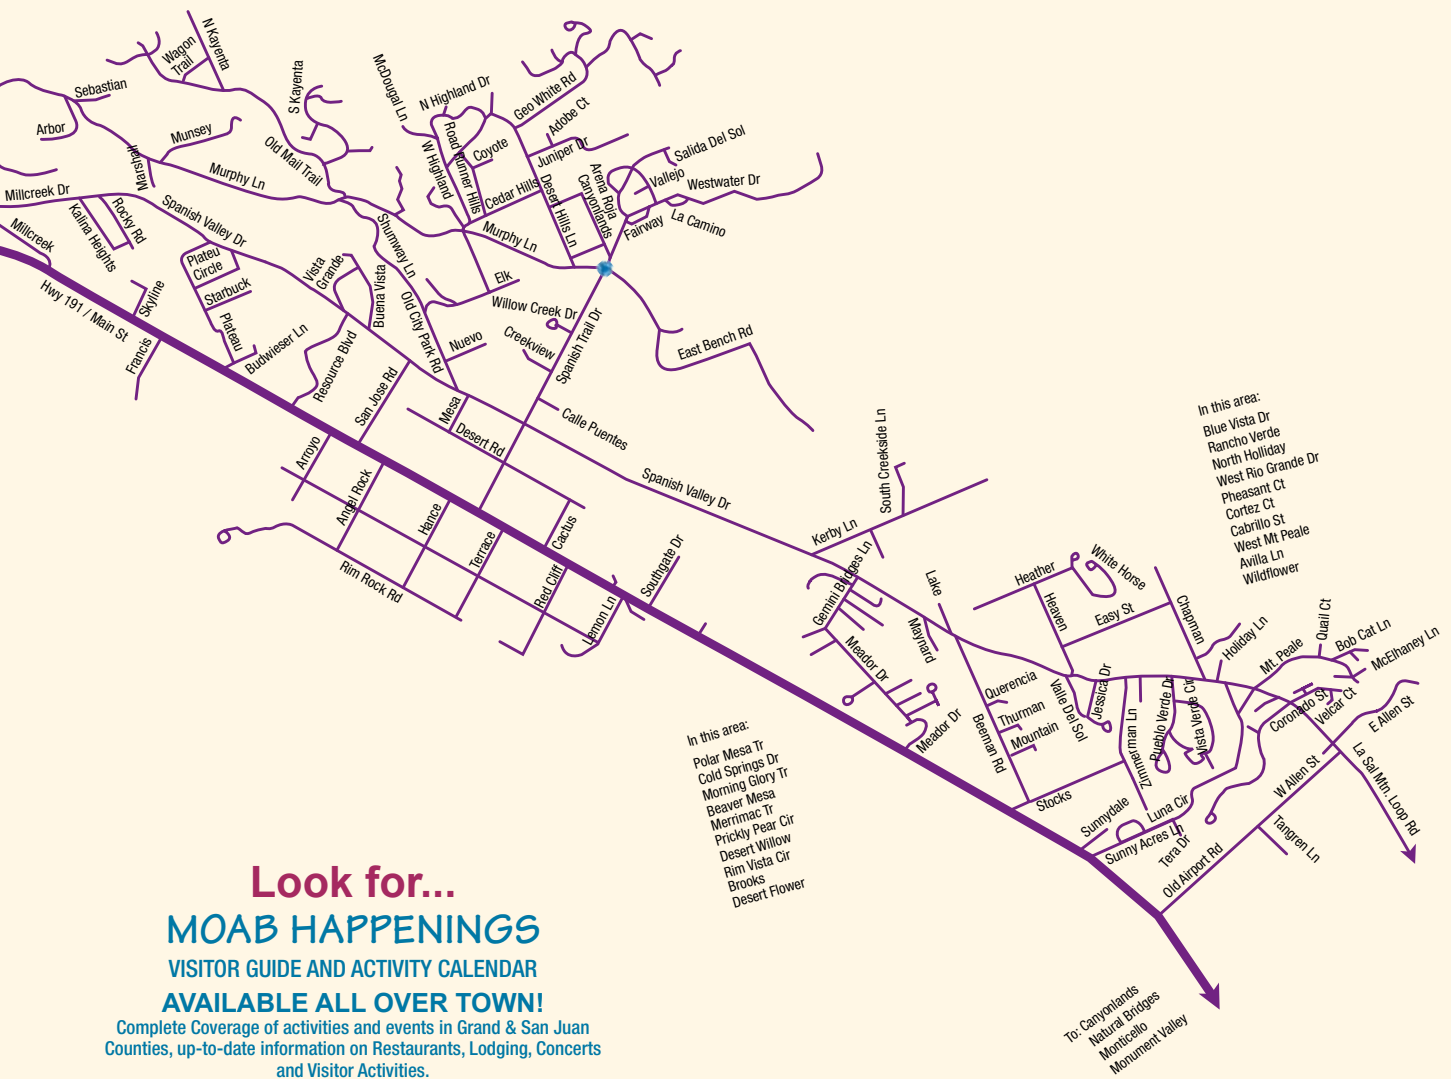 N Kayenta
Wagon
Trail
Sebastian
S Kayenta
McDougal Ln
N Highland Dr
Geo White Rd
Adobe Ct
Arbor
Munsey
Marshall
Old Mail Trail
Road Runner Hills
W Highland
Coyote
Juniper Dr
Salida Del Sol
Murphy Ln
Arena Roja
Canyonlands
Vallejo
Westwater Dr
Millcreek Dr
Cedar Hills
Desert Hills Ln
Spanish Valley Dr
Kalina Heights
Rocky Rd
La Camino
Fairway
Murphy Ln
Shumway Ln
Millcreek
Plateu
Circle
Vista
Grande
Buena Vista
Elk
Starbuck
Skyline
Hwy 191 / Main St
Old City Park Rd
Willow Creek Dr
Plateau
Budwieser Ln
Nuevo
Creekview
Spanish Trail Dr
East Bench Rd
Francis
Resource Blvd
San Jose Rd
Mesa
Calle Puentes
Desert Rd
Arroyo
Angel Rock
Spanish Valley Dr
South Creekside Ln
Hance
Cactus
Terrace
Kerby Ln
Rim Rock Rd
Red Cliff
Southgate Dr
Lemon Ln
Gemini Bridges Ln
Lake
Heather
White Horse
Heaven
Easy St
Chapman
Maynard
Meador Dr
Holiday Ln
Mt. Peale
Quail Ct
Bob Cat Ln
McElhaney Ln
Querencia
Valle Del Sol
Jessica Dr
Thurman
Mountain
Beeman Rd
Meador Dr
Zimmerman Ln
Pueblo Verde Dr
Vista Verde Cir
Coronado St
Velcar Ct
E Allen St
La Sal Mtn. Loop Rd
W Allen St
Stocks
Sunnydale
Luna Cir
Sunny Acres Ln
Tera Dr
Tangren Ln
Old Airport Rd
In this area:
Blue Vista Dr
Rancho Verde
North Holliday
West Rio Grande Dr
Pheasant Ct
Cortez Ct
Cabrillo St
West Mt Peale
Avilla Ln
Wildflower
In this area:
Polar Mesa Tr
Cold Springs Dr
Morning Glory Tr
Beaver Mesa
Merrimac Tr
Prickly Pear Cir
Desert Willow
Rim Vista Cir
Brooks
Desert Flower
To: Canyonlands
Natural Bridges
Monticello
Monument Valley
Look for...
MOAB HAPPENINGS
VISITOR GUIDE AND ACTIVITY CALENDAR
AVAILABLE ALL OVER TOWN!
Complete Coverage of activities and events in Grand & San Juan
Counties, up-to-date information on Restaurants, Lodging, Concerts
and Visitor Activities.